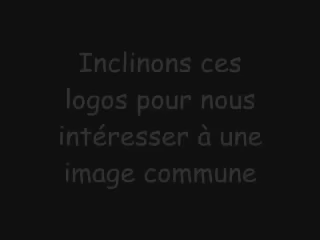 Inclinons ces
logos pour nous
intéresser à une
image commune